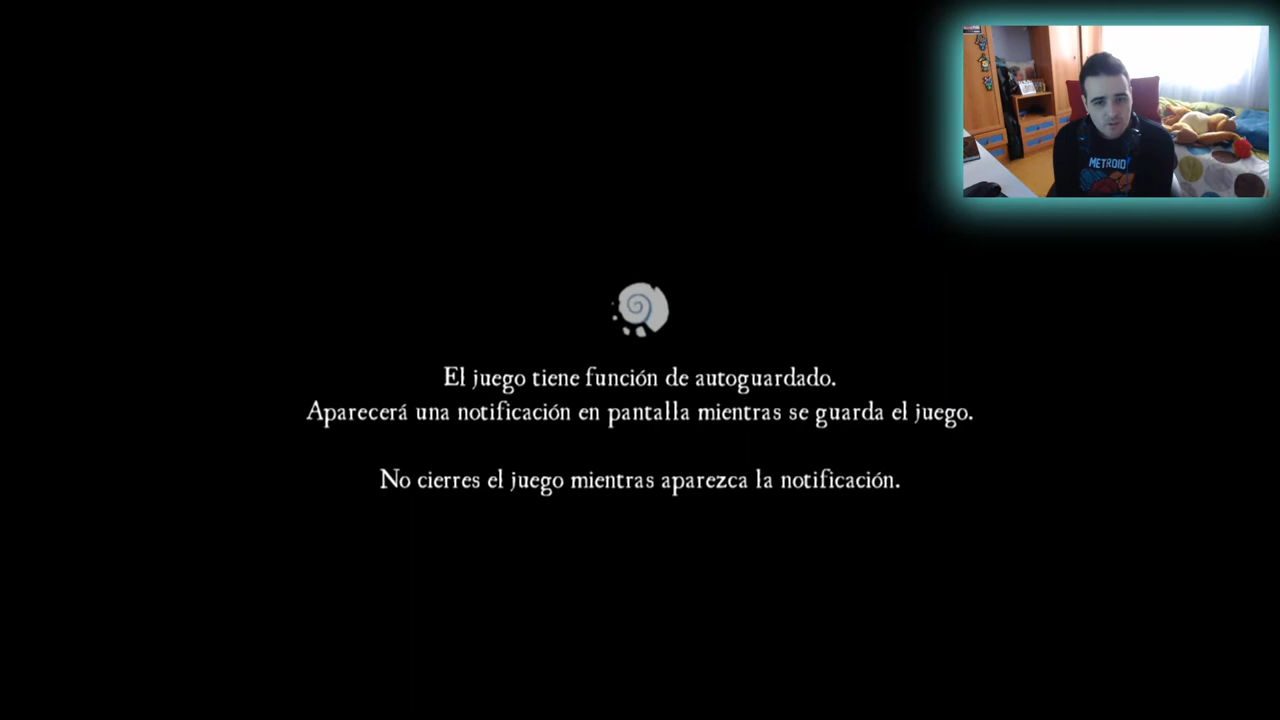 METROID
El juego tiene función de autoguardado.
Aparecerá una notificación en pantalla mientras se guarda el juego.
No cierres el juego mientras aparezca la notificación.